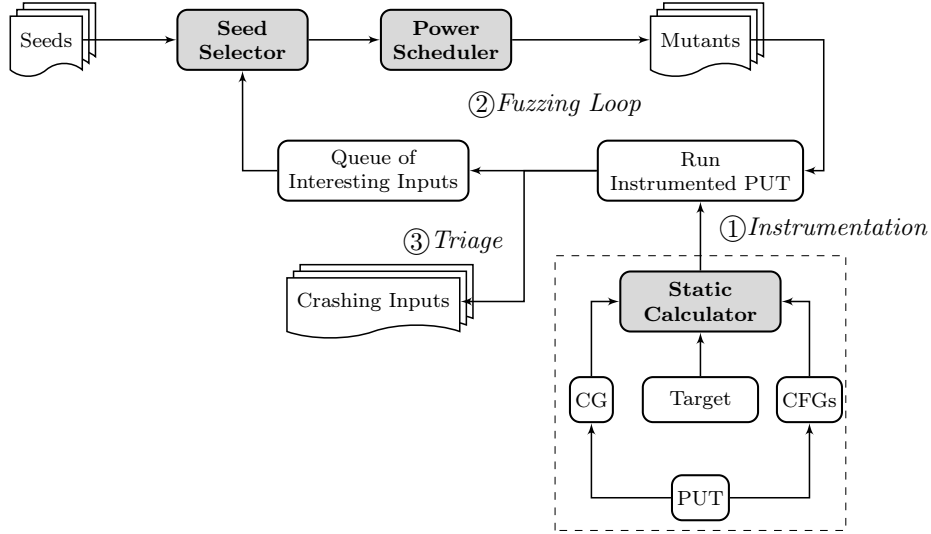 Seeds
Seed
Selector
Power
Scheduler
Mutants
②Fuzzing Loop
Queue of
Interesting Inputs
Run
Instrumented PUT
①Instrumentation
③Triage
Crashing Inputs
Static
Calculator
CG
Target
CFGs
PUT